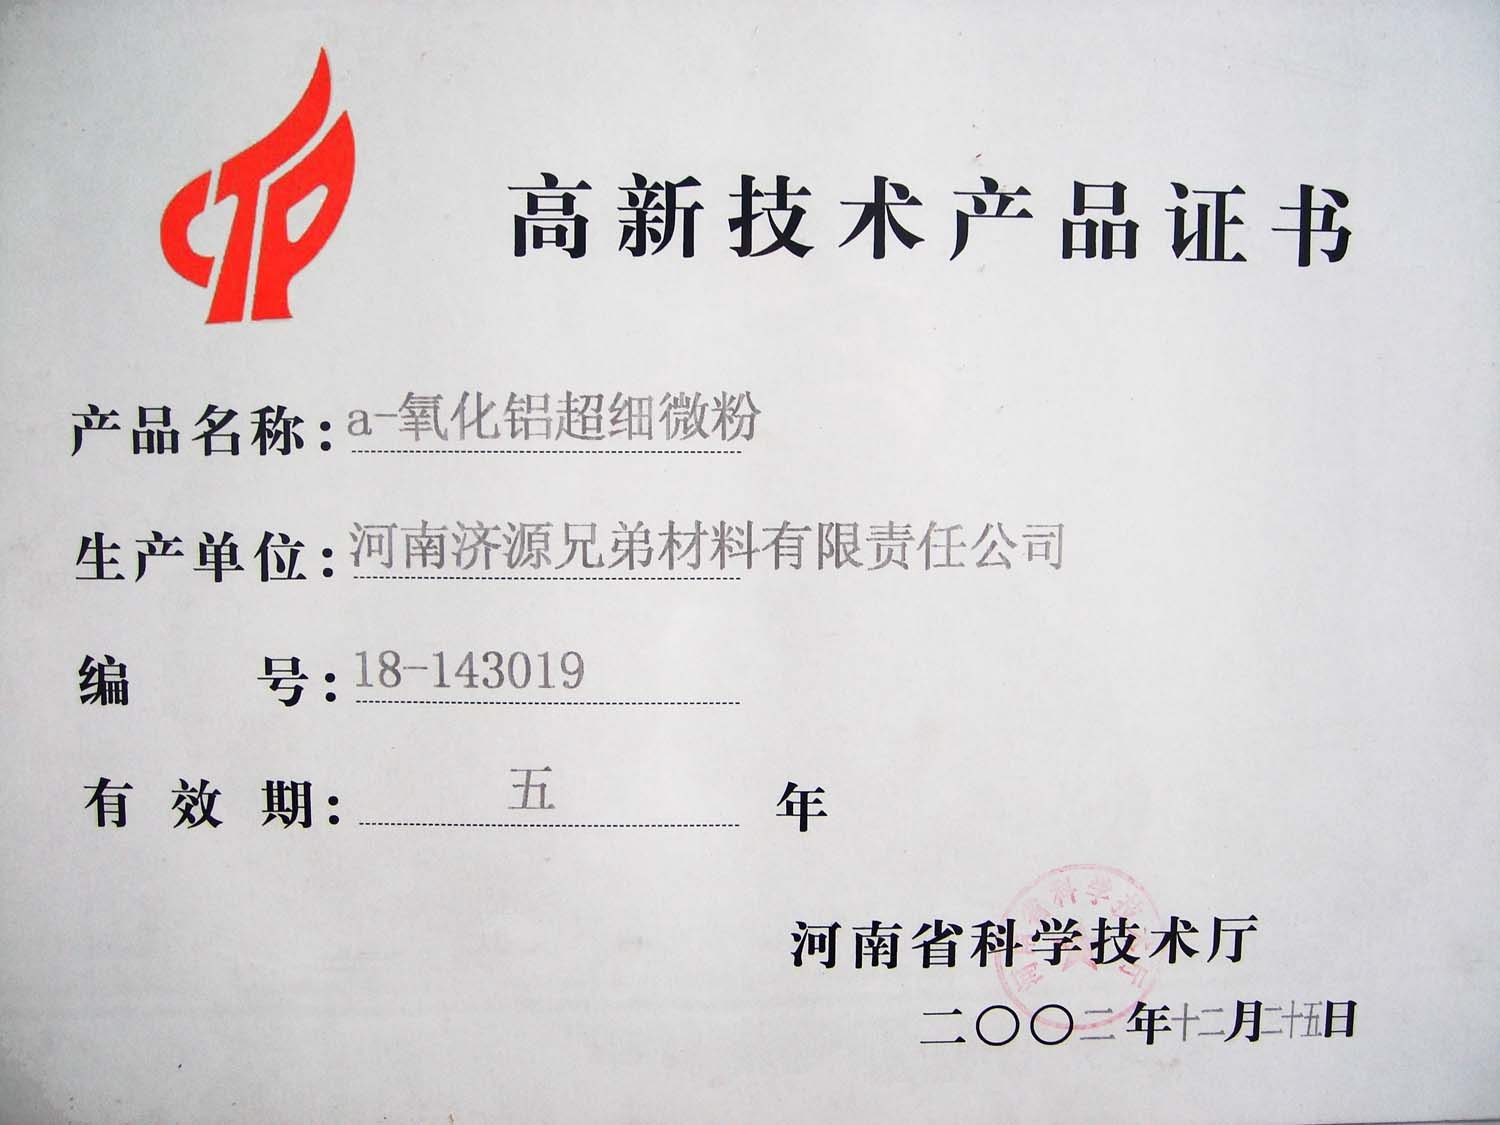 CTP
高新技术产品证书
产品名称：a-氧化铝超细微粉
生产单位：河南济源兄弟材料有限责任公司
编号：18-143019
有效期：五年
河南省科学技术厅
二〇〇二年十二月二十五日